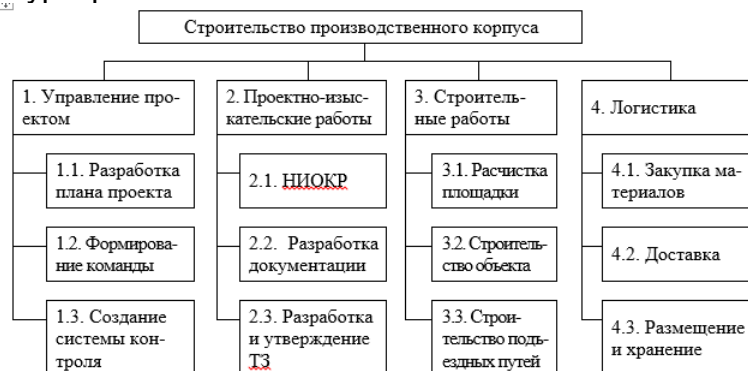 Строительство производственного корпуса
1. Управление про-
ектом
2. Проектно-изыс-
кательские работы
3. Строитель-
ные работы
4. Логистика
1.1. Разработка
плана проекта
2.1. НИОКР
3.1. Расчистка
площадки
4.1. Закупка ма-
териалов
1.2. Формирова-
ние команды
2.2. Разработка
документации
3.2. Строитель-
ство объекта
4.2. Доставка
1.3. Создание
системы кон-
троля
2.3. Разработка
и утверждение
ТЗ
3.3. Строи-
тельство подъ-
ездных путей
4.3. Размещение
и хранение